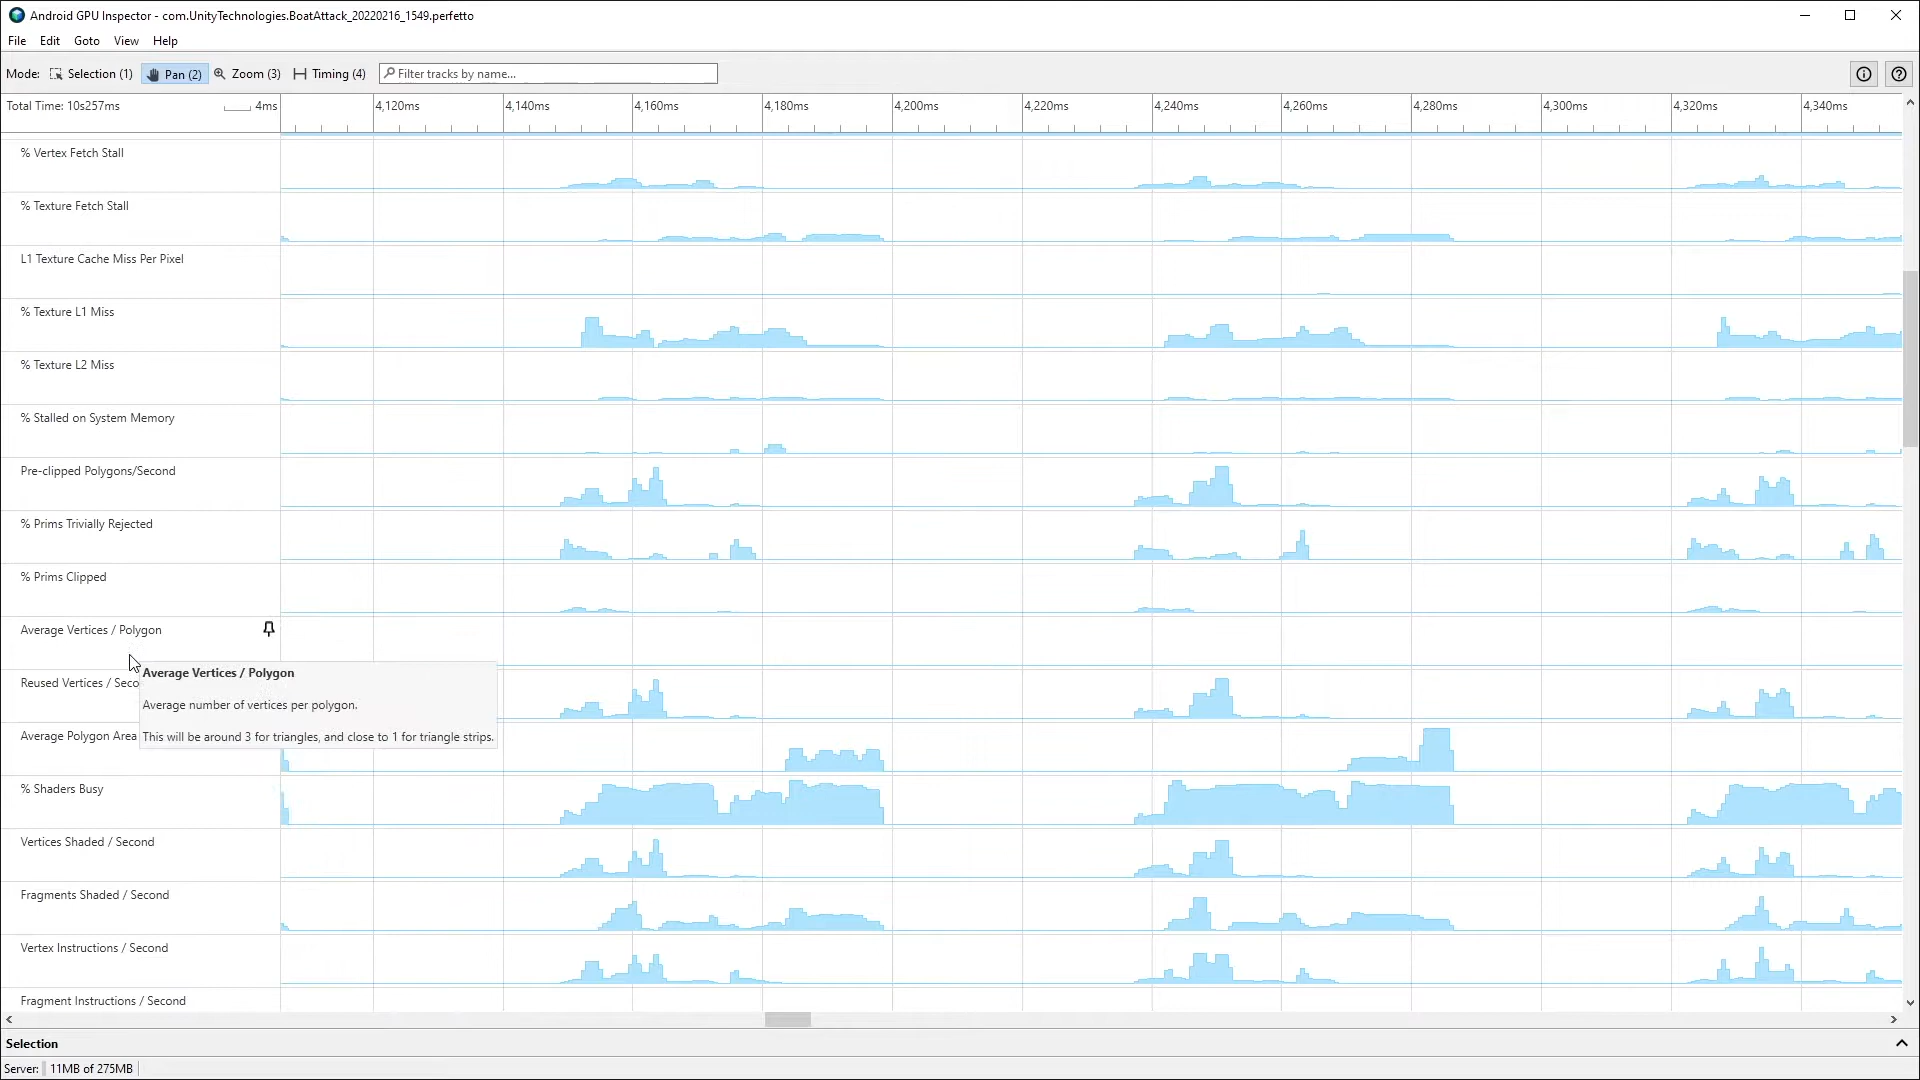 Android GPU Inspector - com.UnityTechnologies.BoatAttack_20220216_1549.perfetto
File Edit Goto View Help
Mode: Selection (1) Pan (2) Zoom (3) Timing (4) Filter tracks by name...
Total Time: 10s257ms 4ms 4,120ms 4,140ms 4,160ms 4,180ms 4,200ms 4,220ms 4,240ms 4,260ms 4,280ms 4,300ms 4,320ms 4,340ms
% Vertex Fetch Stall
% Texture Fetch Stall
L1 Texture Cache Miss Per Pixel
% Texture L1 Miss
% Texture L2 Miss
% Stalled on System Memory
Pre-clipped Polygons/Second
% Prims Trivially Rejected
% Prims Clipped
Average Vertices / Polygon
Average Vertices / Polygon
Reused Vertices / Seco
Average number of vertices per polygon.
Average Polygon Area
This will be around 3 for triangles, and close to 1 for triangle strips.
% Shaders Busy
Vertices Shaded / Second
Fragments Shaded / Second
Vertex Instructions / Second
Fragment Instructions / Second
Selection
Server: 11MB of 275MB